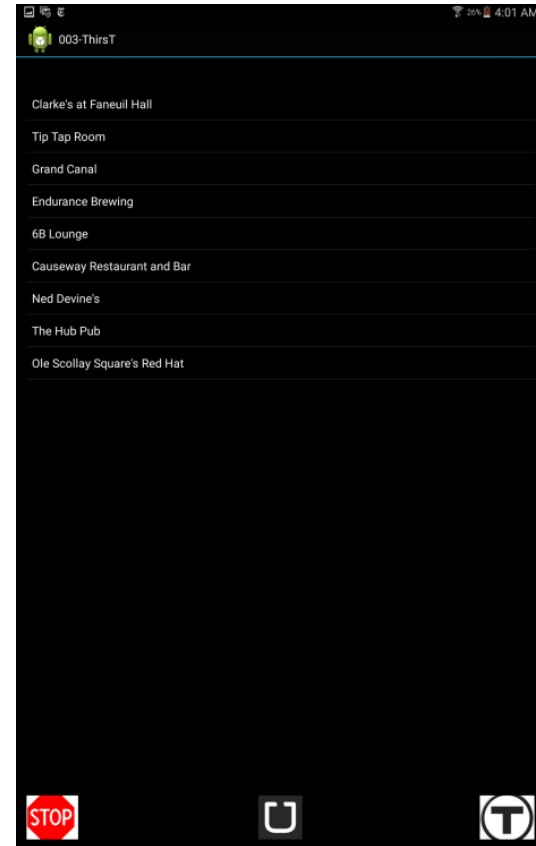 26% 4:01 AM
003-ThirsT
Clarke's at Faneuil Hall
Tip Tap Room
Grand Canal
Endurance Brewing
6B Lounge
Causeway Restaurant and Bar
Ned Devine's
The Hub Pub
Ole Scollay Square's Red Hat
STOP
T